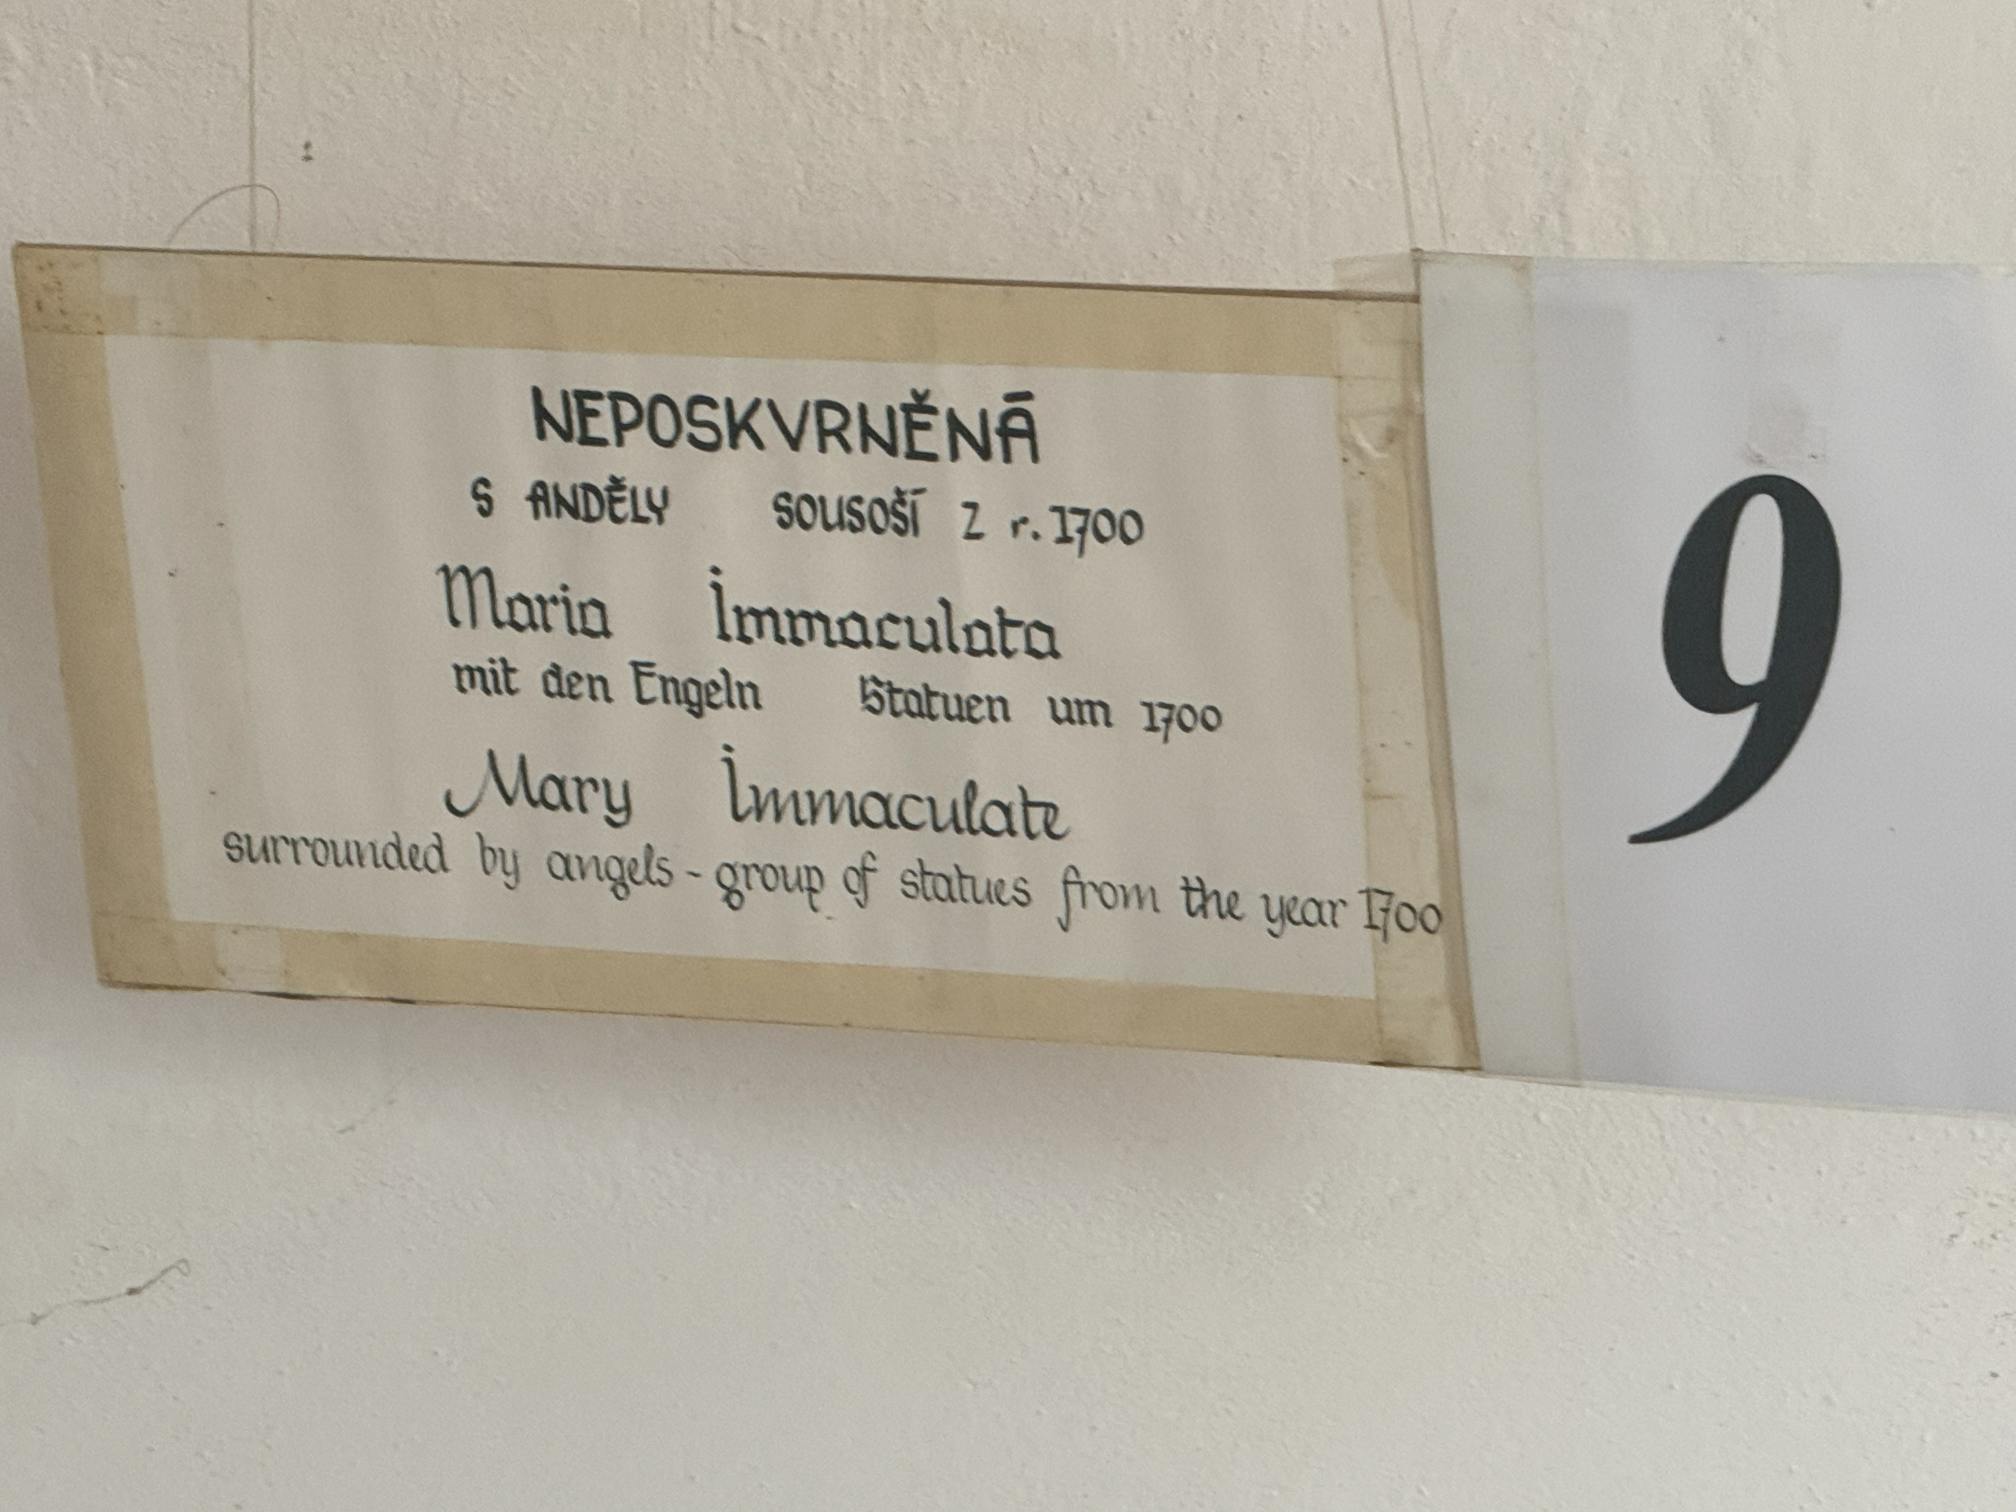 NEPOSKVRNĚNÁ
S ANDĚLY SOUSOŠÍ Z r. 1700
Maria Immaculata
mit den Engeln Statuen um 1700
Mary Immaculate
surrounded by angels - group of statues from the year 1700
9